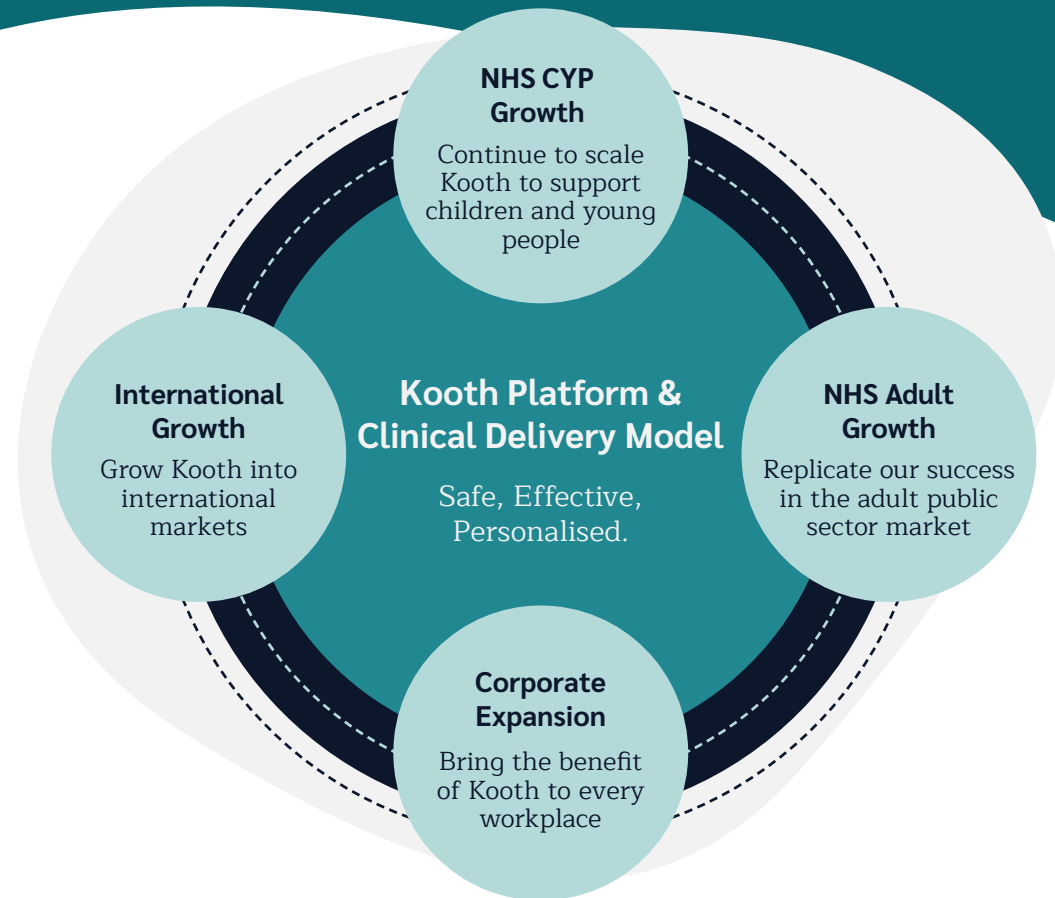 NHS CYP
Growth
Continue to scale
Kooth to support
children and young
people
International
Growth
Grow Kooth into
international
markets
Kooth Platform &
Clinical Delivery Model
Safe, Effective,
Personalised.
NHS Adult
Growth
Replicate our success
in the adult public
sector market
Corporate
Expansion
Bring the benefit
of Kooth to every
workplace